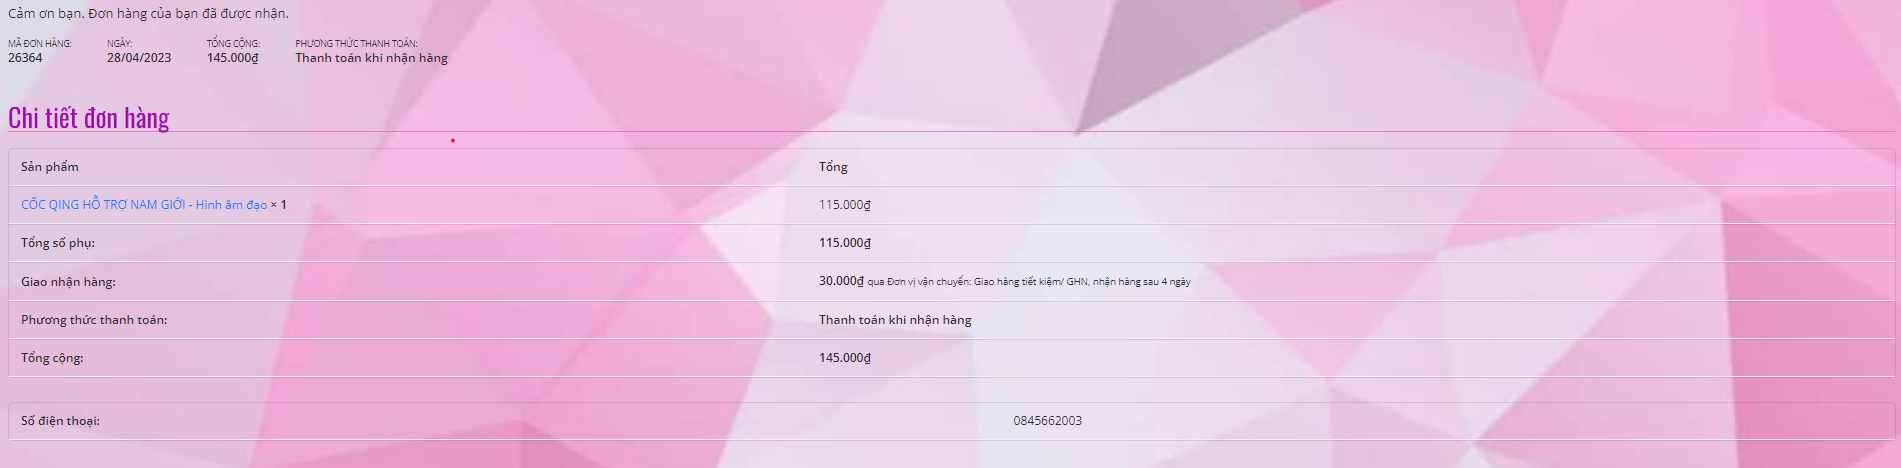 Cảm ơn bạn. Đơn hàng của bạn đã được nhận.
MÃ ĐƠN HÀNG: NGÀY: TỔNG CỘNG: PHƯƠNG THỨC THANH TOÁN:
26364 28/04/2023 145.000₫ Thanh toán khi nhận hàng
Chi tiết đơn hàng
Sản phẩm Tổng
CỐC QING HỖ TRỢ NAM GIỚI - Hình âm đạo × 1 115.000₫
Tổng số phụ: 115.000₫
Giao nhận hàng: 30.000₫ qua Đơn vị vận chuyển: Giao hàng tiết kiệm/ GHN, nhận hàng sau 4 ngày
Phương thức thanh toán: Thanh toán khi nhận hàng
Tổng cộng: 145.000₫
Số điện thoại: 0845662003